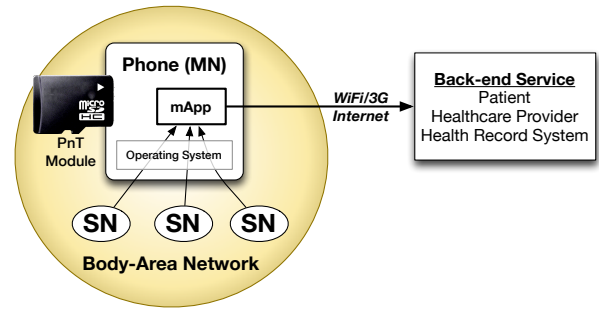 Phone (MN)
micro
SD
HC
mApp
PnT
Module
Operating System
SN
SN
SN
Body-Area Network
WiFi/3G
Internet
Back-end Service
Patient
Healthcare Provider
Health Record System